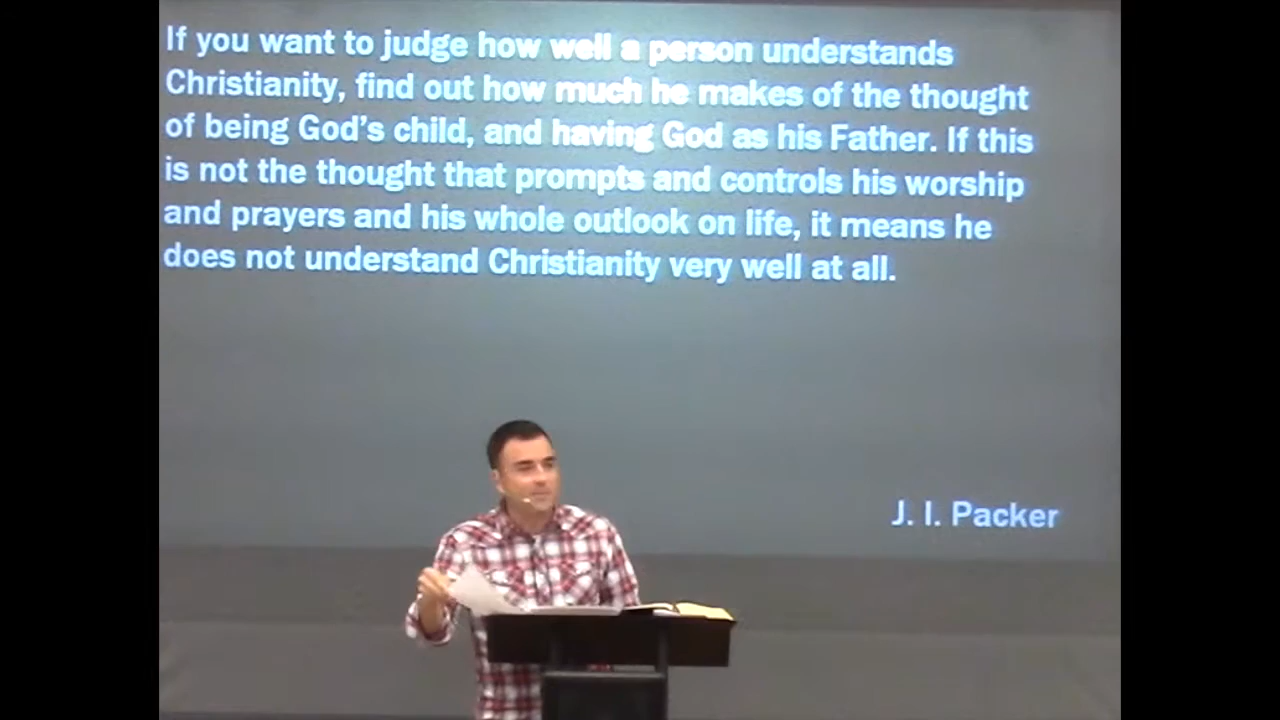 If you want to judge how well a person understands
Christianity, find out how much he makes of the thought
of being God's child, and having God as his Father. If this
is not the thought that prompts and controls his worship
and prayers and his whole outlook on life, it means he
does not understand Christianity very well at all.
J. I. Packer